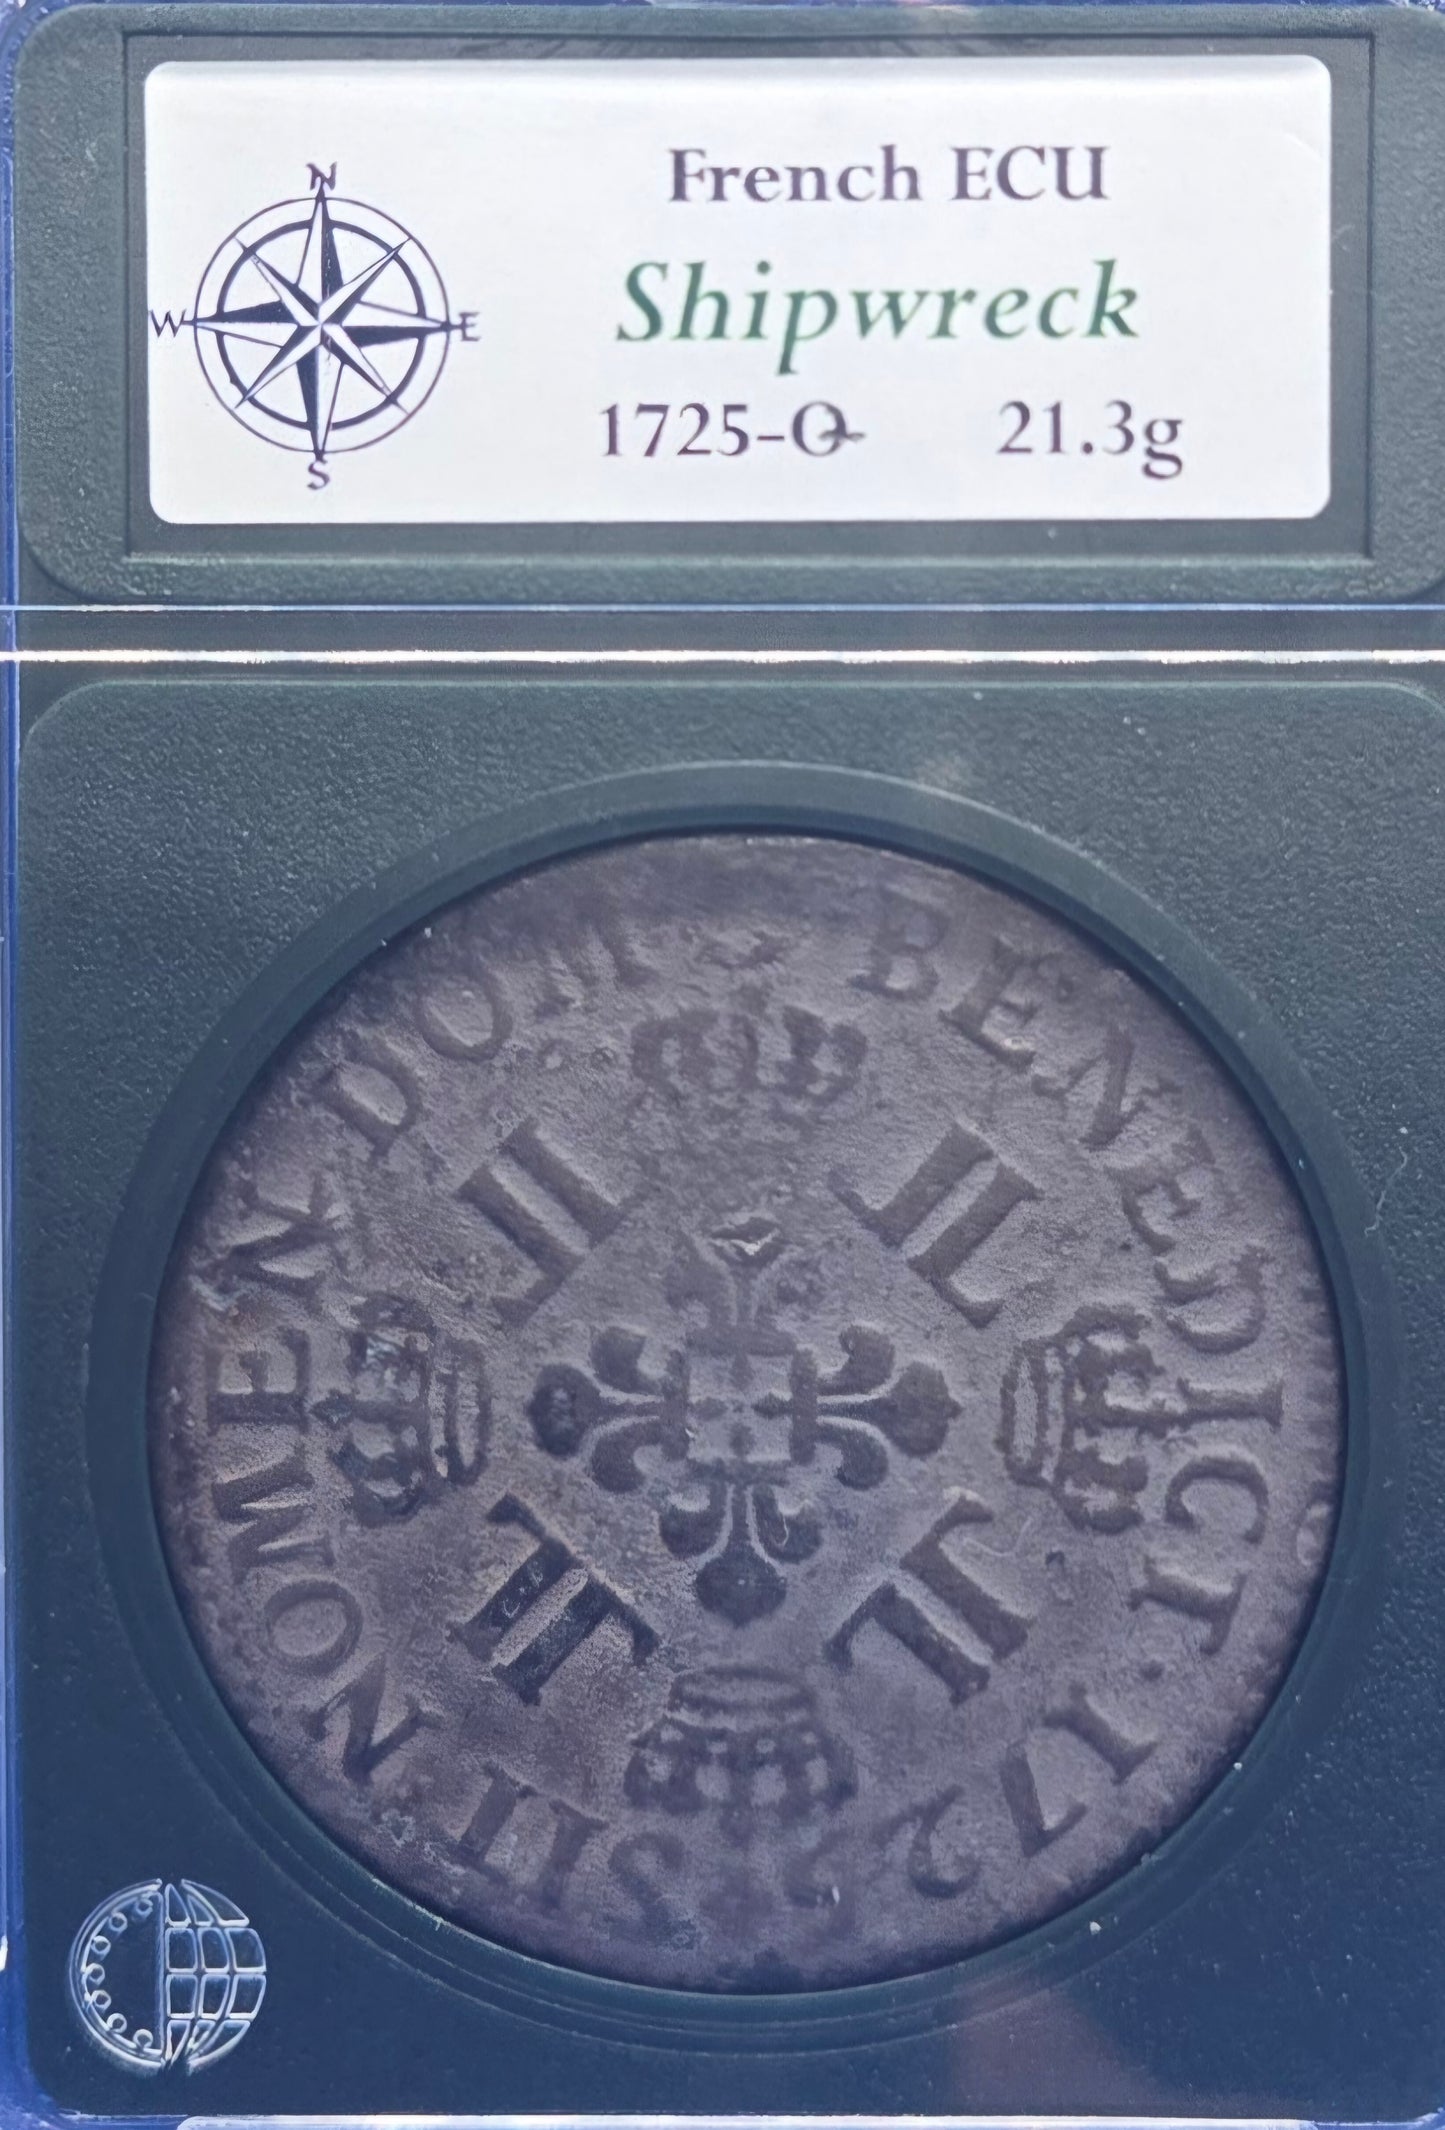 N
W E
S
French ECU
Shipwreck
1725-Q 21.3g
SIT NOMEN DOM BENEDICT · 172